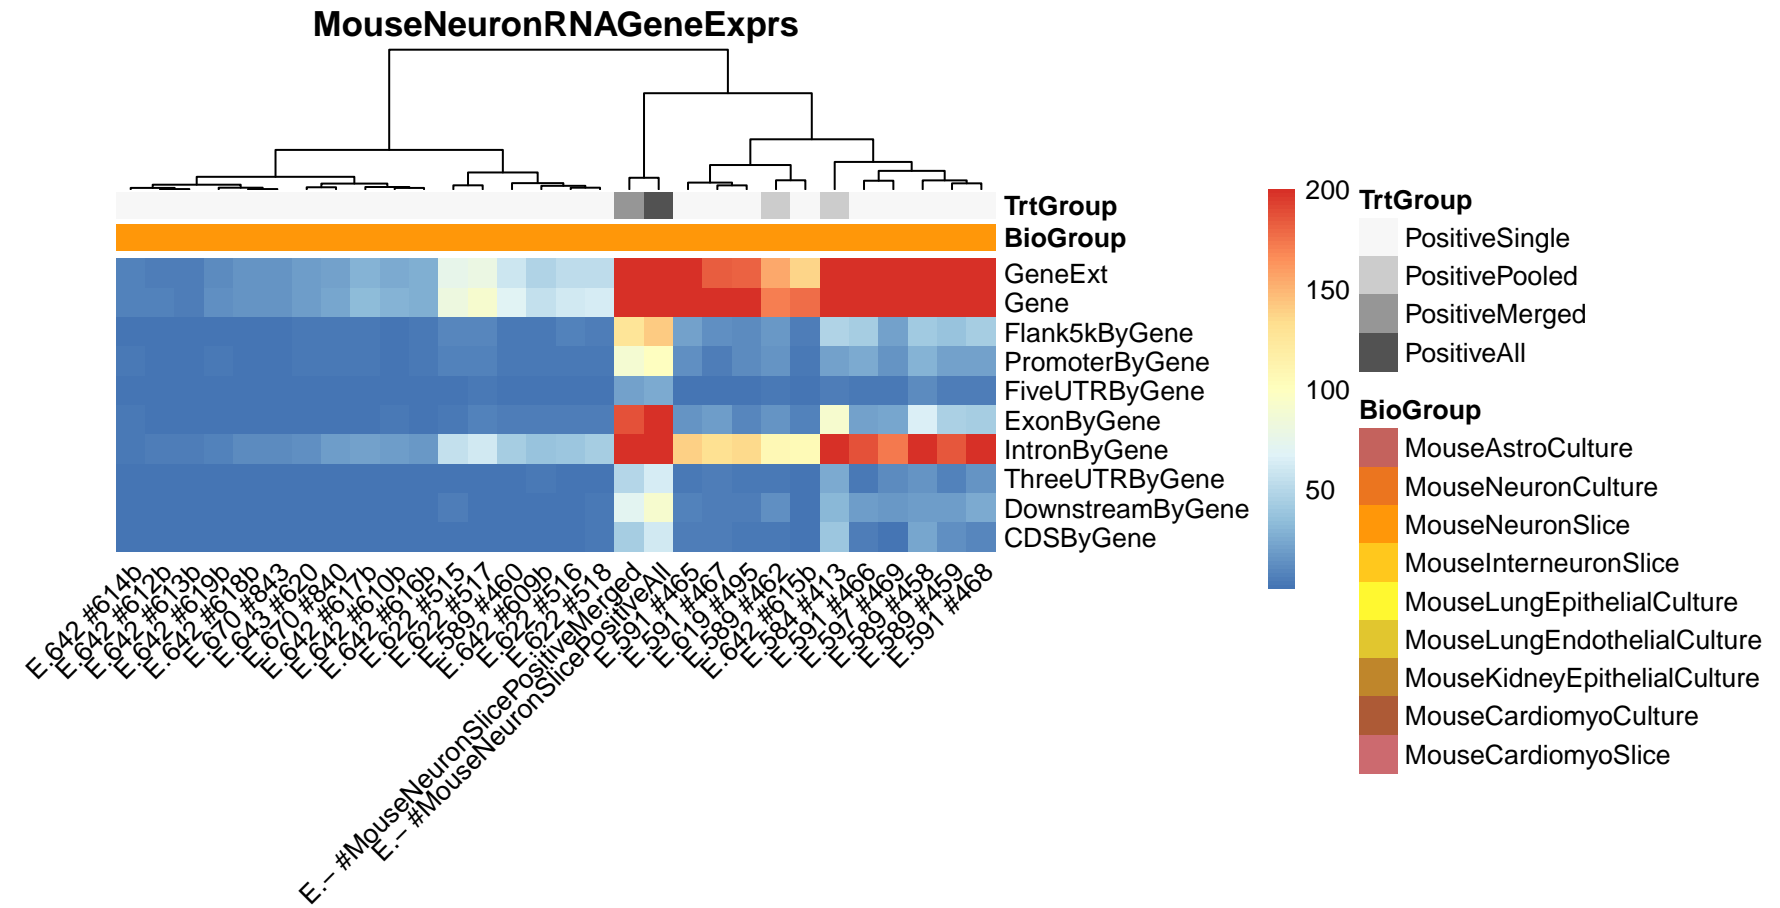 MouseNeuronRNAGeneExprs
TrtGroup
BioGroup
GeneExt
Gene
Flank5kByGene
PromoterByGene
FiveUTRByGene
ExonByGene
IntronByGene
ThreeUTRByGene
DownstreamByGene
CDSByGene
E.642 #614b
E.642 #612b
E.642 #613b
E.642 #619b
E.642 #618b
E.670 #843
E.643 #620
E.670 #840
E.642 #617b
E.642 #610b
E.642 #616b
E.622 #515
E.622 #517
E.589 #460
E.642 #609b
E.622 #516
E.622 #518
E.– #MouseNeuronSlicePositiveMerged
E.– #MouseNeuronSlicePositiveAll
E.591 #465
E.591 #467
E.619 #495
E.589 #462
E.642 #615b
E.584 #413
E.591 #466
E.597 #469
E.589 #458
E.589 #459
E.591 #468
200
150
100
50
TrtGroup
PositiveSingle
PositivePooled
PositiveMerged
PositiveAll
BioGroup
MouseAstroCulture
MouseNeuronCulture
MouseNeuronSlice
MouseInterneuronSlice
MouseLungEpithelialCulture
MouseLungEndothelialCulture
MouseKidneyEpithelialCulture
MouseCardiomyoCulture
MouseCardiomyoSlice